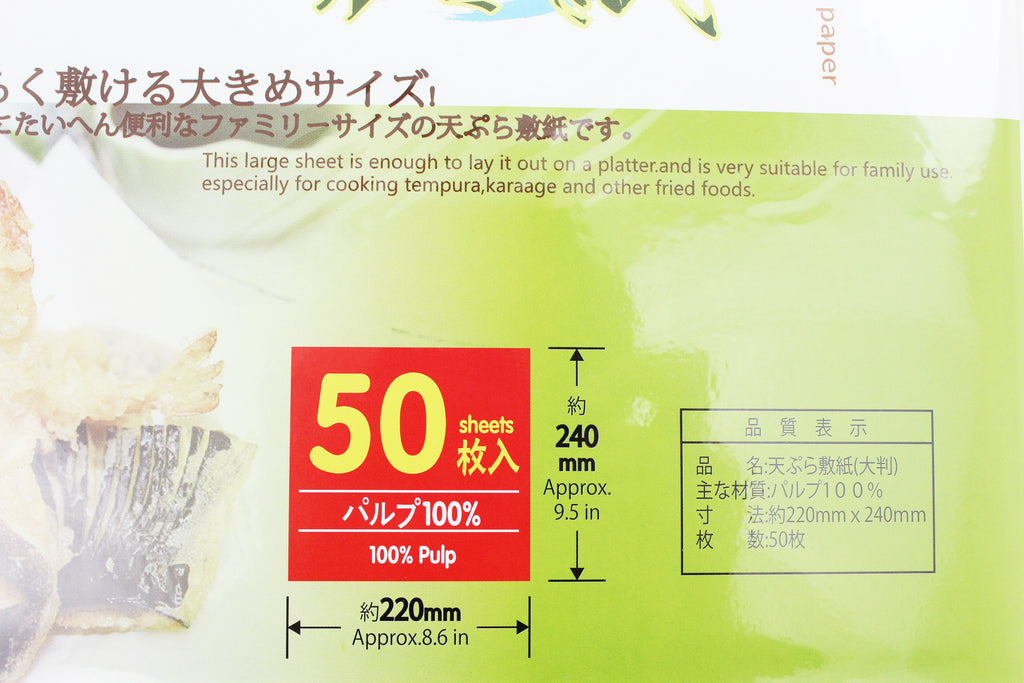 紙
paper
らく敷ける大きめサイズ!
にたいへん便利なファミリーサイズの天ぷら敷紙です。
This large sheet is enough to lay it out on a platter.and is very suitable for family use.
especially for cooking tempura,karaage and other fried foods.
50 sheets
枚入
パルプ100%
100% Pulp
約
240
mm
Approx.
9.5 in
約220mm
Approx.8.6 in
品質表示
品 名:天ぷら敷紙(大判)
主な材質:パルプ100%
寸 法:約220mm x 240mm
枚 数:50枚